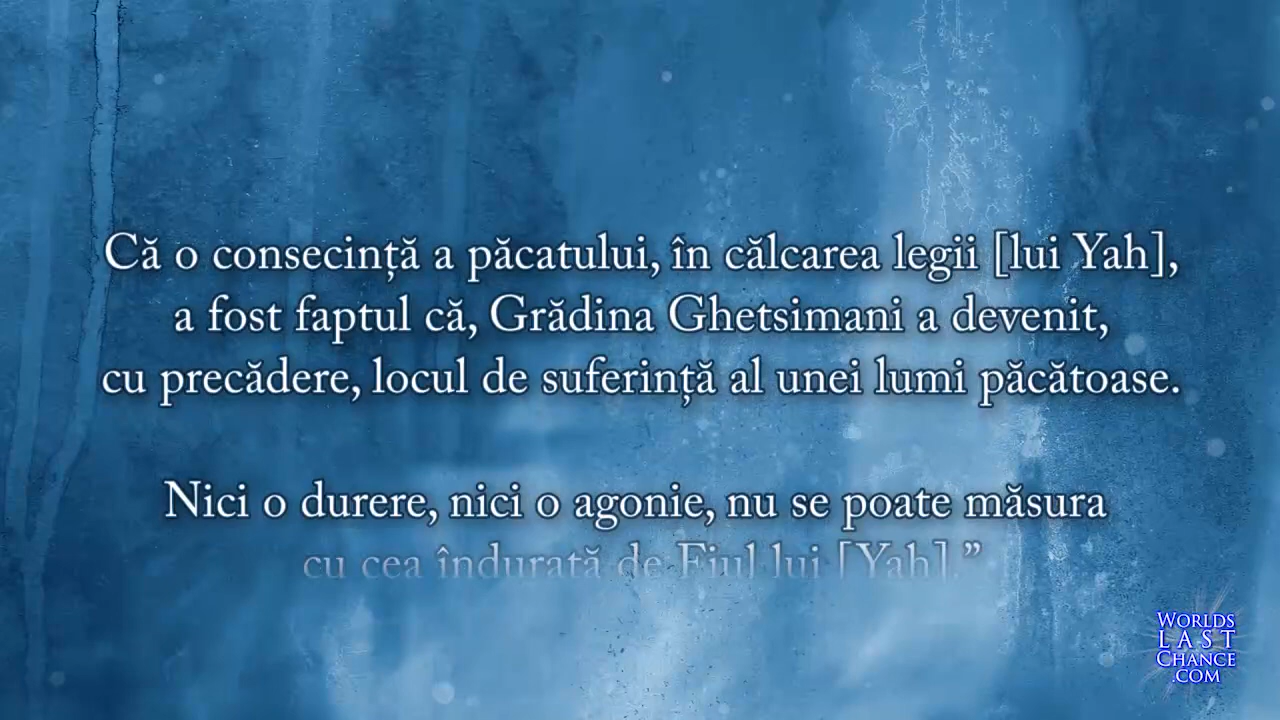 Că o consecință a păcatului, în călcarea legii [lui Yah],
a fost faptul că, Grădina Ghetsimani a devenit,
cu precădere, locul de suferință al unei lumi păcătoase.
Nici o durere, nici o agonie, nu se poate măsura
cu cea îndurată de Fiul lui [Yah].”
WORLDS
LAST
CHANCE
.COM